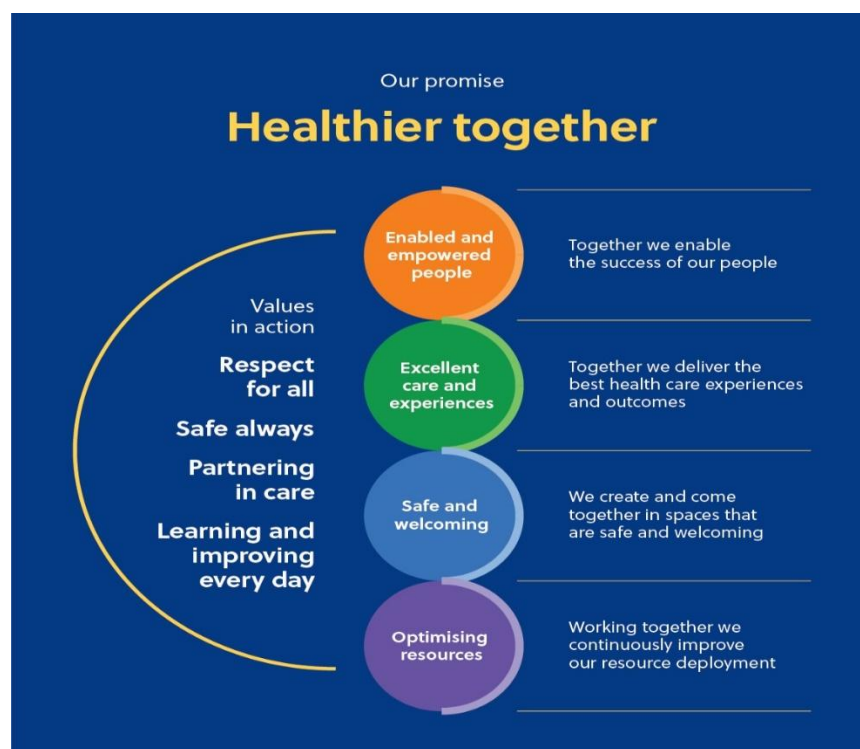 Our promise
Healthier together
Values
in action
Respect
for all
Safe always
Partnering
in care
Learning and
improving
every day
Enabled and
empowered
people
Together we enable
the success of our people
Excellent
care and
experiences
Together we deliver the
best health care experiences
and outcomes
Safe and
welcoming
We create and come
together in spaces that
are safe and welcoming
Optimising
resources
Working together we
continuously improve
our resource deployment